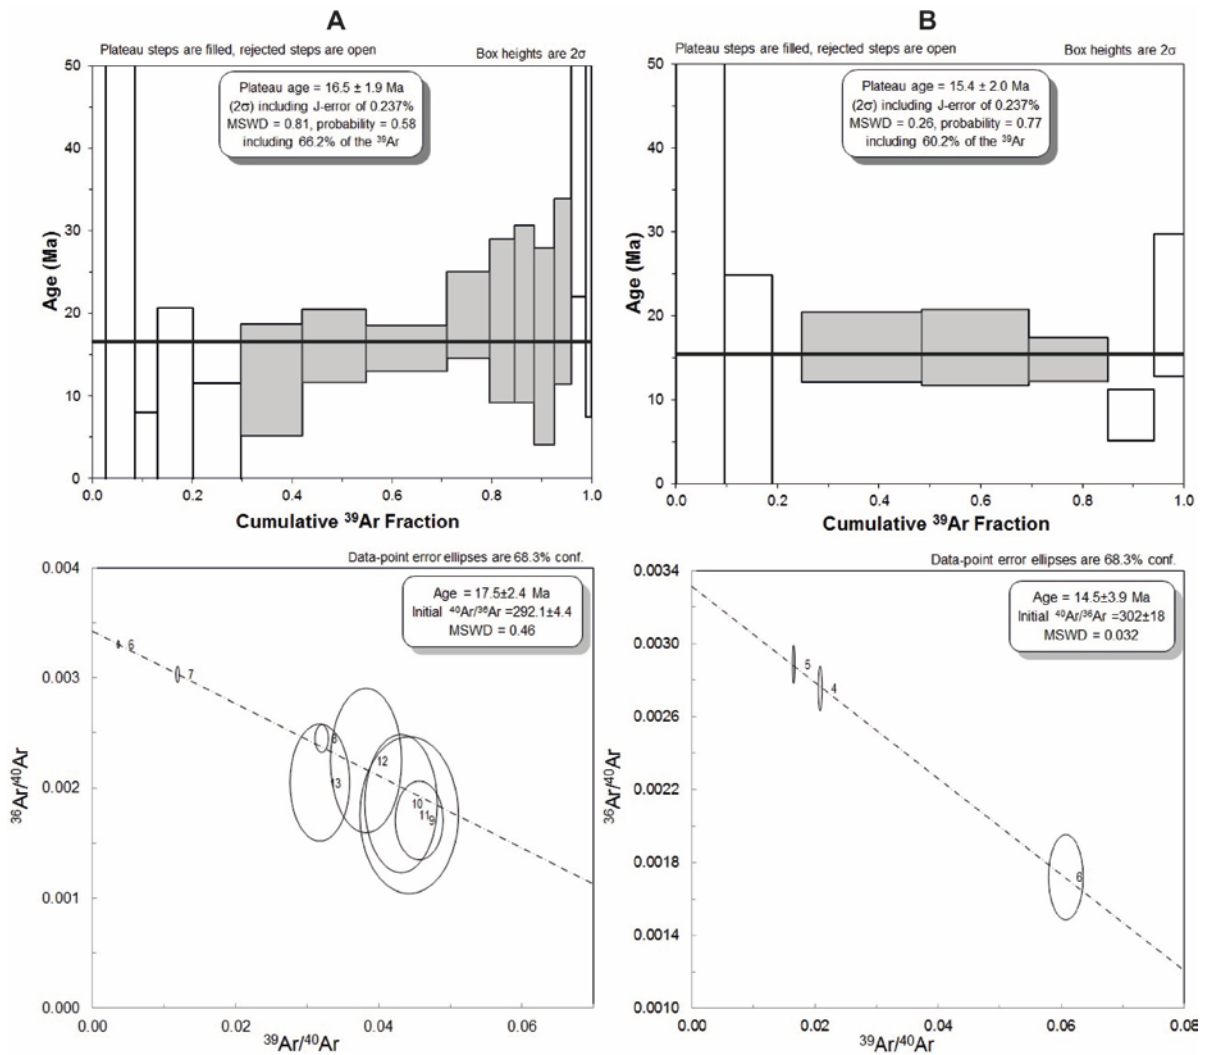 A
Plateau steps are filled, rejected steps are open
Box heights are 2σ
Plateau age = 16.5 ± 1.9 Ma
(2σ) including J-error of 0.237%
MSWD = 0.81, probability = 0.58
including 66.2% of the ³⁹Ar
50
40
30
20
10
0
Age (Ma)
0.0
0.2
0.4
0.6
0.8
1.0
Cumulative ³⁹Ar Fraction
B
Plateau steps are filled, rejected steps are open
Box heights are 2σ
Plateau age = 15.4 ± 2.0 Ma
(2σ) including J-error of 0.237%
MSWD = 0.26, probability = 0.77
including 60.2% of the ³⁹Ar
50
40
30
20
10
0
Age (Ma)
0.0
0.2
0.4
0.6
0.8
1.0
Cumulative ³⁹Ar Fraction
Data-point error ellipses are 68.3% conf.
Age = 17.5±2.4 Ma
Initial ⁴⁰Ar/³⁶Ar =292.1±4.4
MSWD = 0.46
0.004
0.003
0.002
0.001
0.000
³⁶Ar/⁴⁰Ar
6
7
8
13
12
10
11
9
0.00
0.02
0.04
0.06
³⁹Ar/⁴⁰Ar
Data-point error ellipses are 68.3% conf.
Age = 14.5±3.9 Ma
Initial ⁴⁰Ar/³⁶Ar =302±18
MSWD = 0.032
0.0034
0.0030
0.0026
0.0022
0.0018
0.0014
0.0010
³⁶Ar/⁴⁰Ar
5
4
6
0.00
0.02
0.04
0.06
0.08
³⁹Ar/⁴⁰Ar